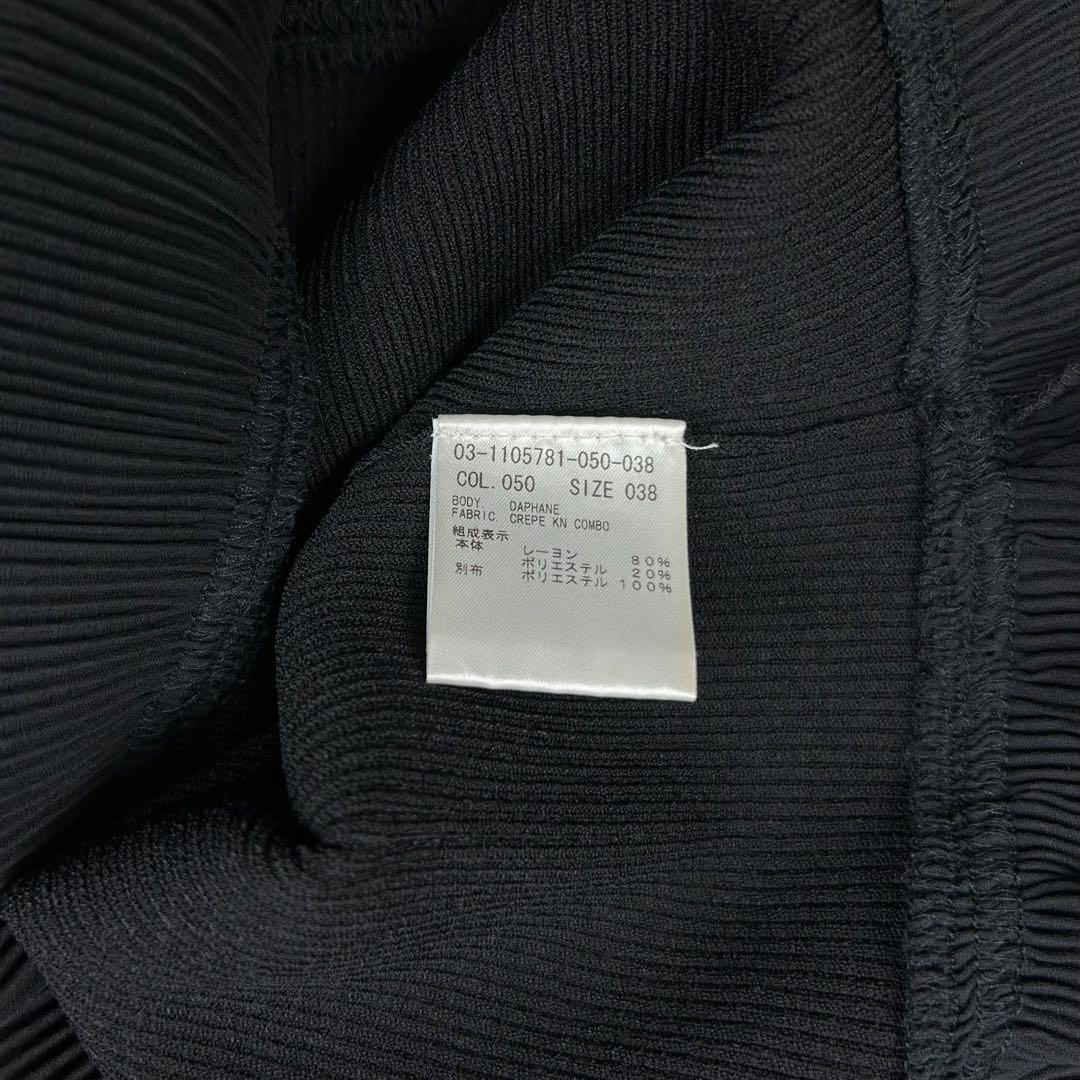 03-1105781-050-038
COL.050 SIZE 038
BODY. DAPHANE
FABRIC. CREPE KN COMBO
組成表示
本体 レーヨン 80%
ポリエステル 20%
別布 ポリエステル 100%